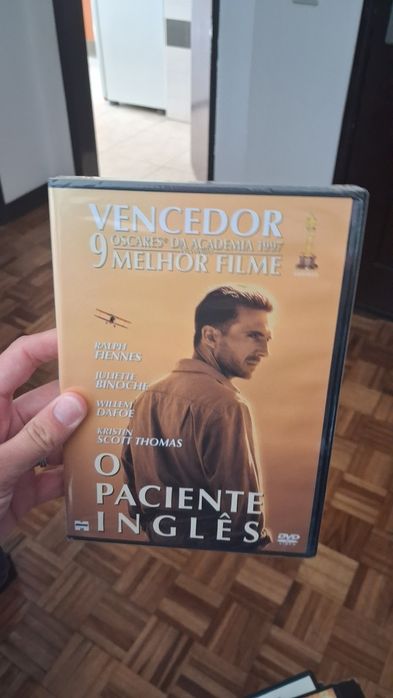 VENCEDOR
9 OSCARES® DA ACADEMIA 1997
MELHOR FILME
RALPH
FIENNES
JULIETTE
BINOCHE
WILLEM
DAFOE
KRISTIN
SCOTT THOMAS
O
PACIENTE
INGLÊS
DVD